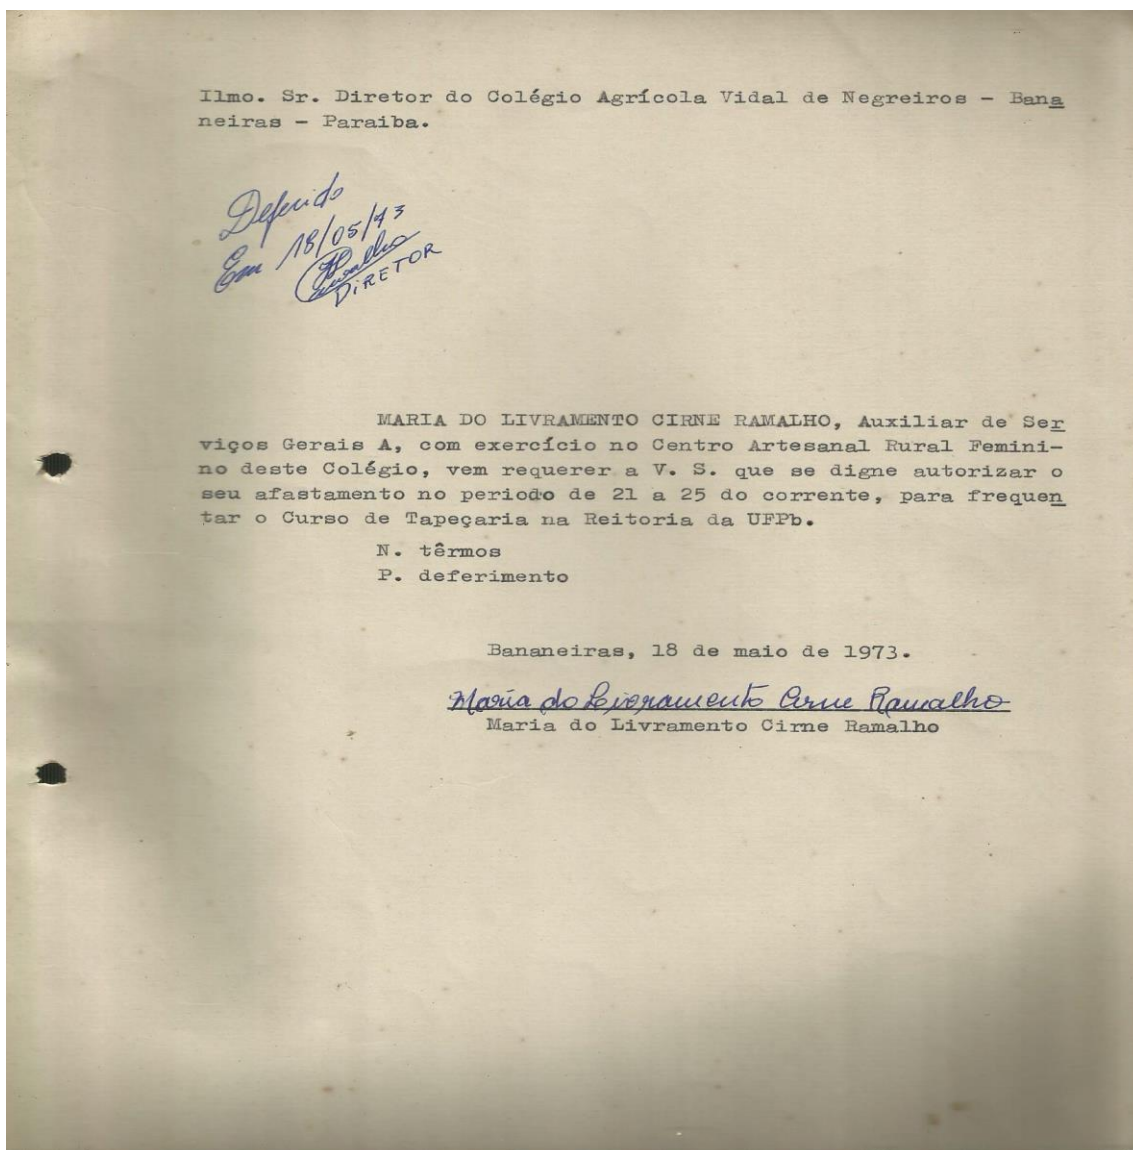 Ilmo. Sr. Diretor do Colégio Agrícola Vidal de Negreiros - Bana
neiras - Paraiba.
Deferido
Em 18/05/73
DIRETOR
MARIA DO LIVRAMENTO CIRNE RAMALHO, Auxiliar de Ser
viços Gerais A, com exercício no Centro Artesanal Rural Femini-
no deste Colégio, vem requerer a V. S. que se digne autorizar o
seu afastamento no periodo de 21 a 25 do corrente, para frequen
tar o Curso de Tapeçaria na Reitoria da UFPb.
N. têrmos
P. deferimento
Bananeiras, 18 de maio de 1973.
Maria do Livramento Cirne Ramalho
Maria do Livramento Cirne Ramalho